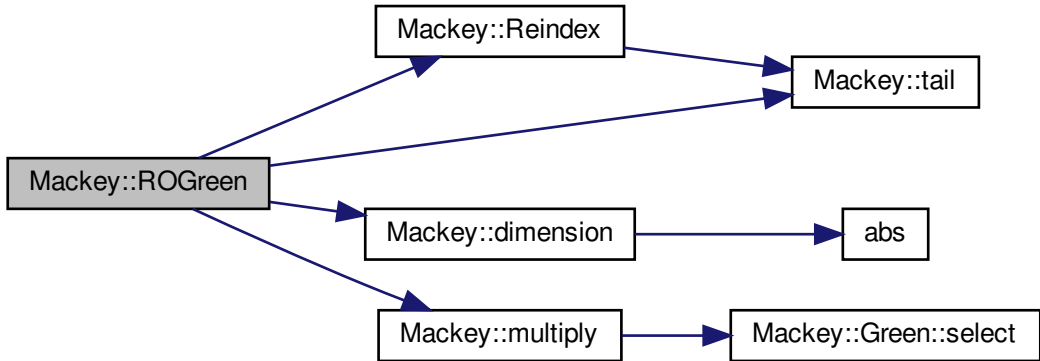 Mackey::Reindex
Mackey::tail
Mackey::ROGreen
Mackey::dimension
abs
Mackey::multiply
Mackey::Green::select